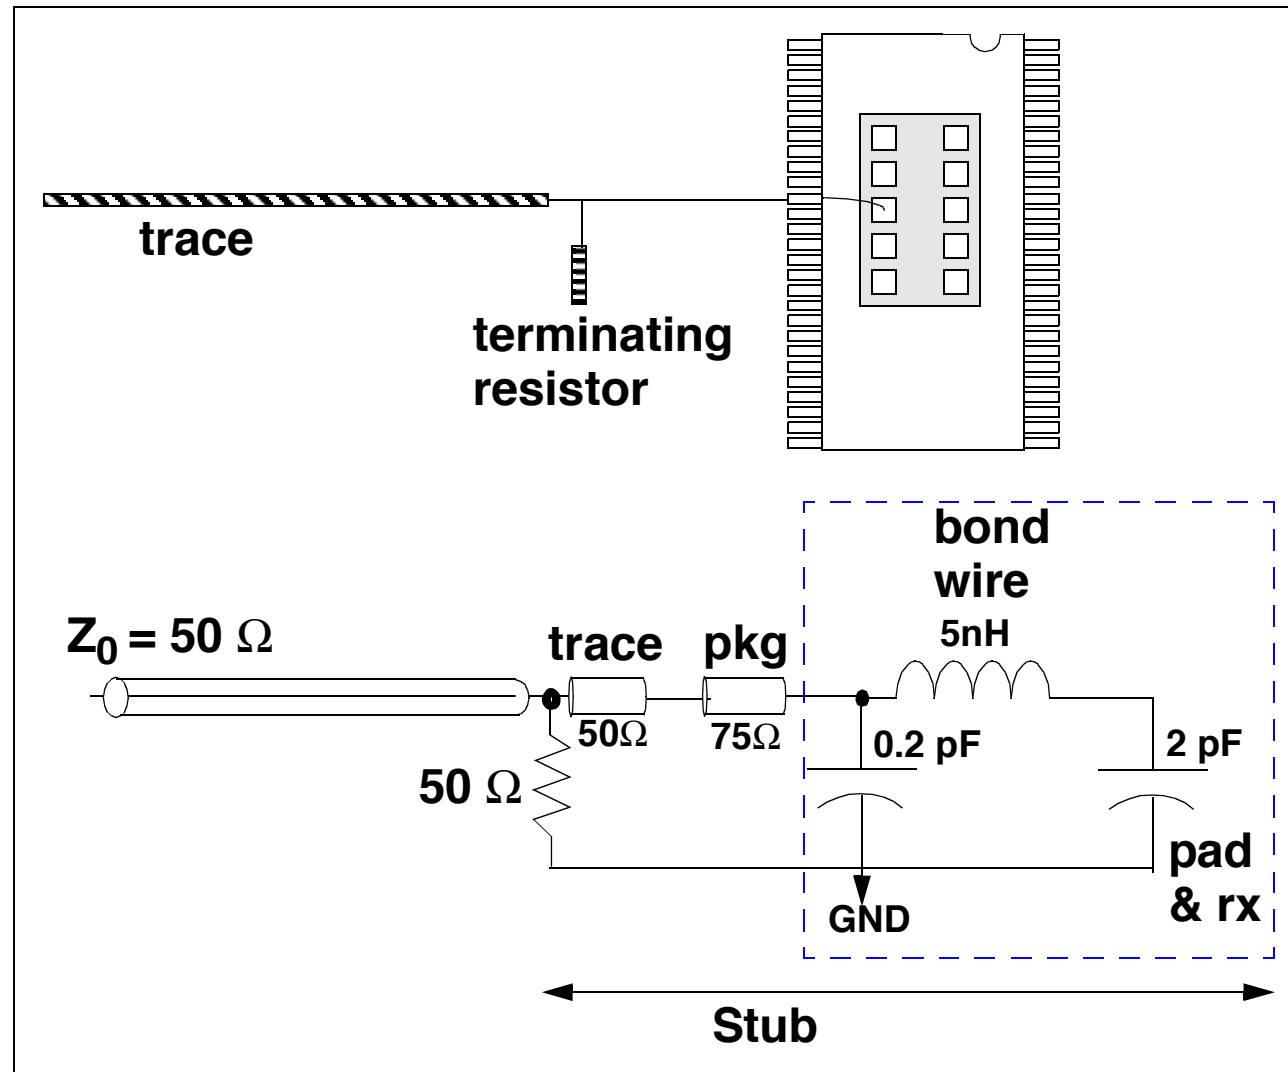 trace
terminating
resistor
bond
wire
5nH
Z0 = 50 Ω
trace
pkg
50Ω
75Ω
0.2 pF
2 pF
50 Ω
pad
& rx
GND
Stub